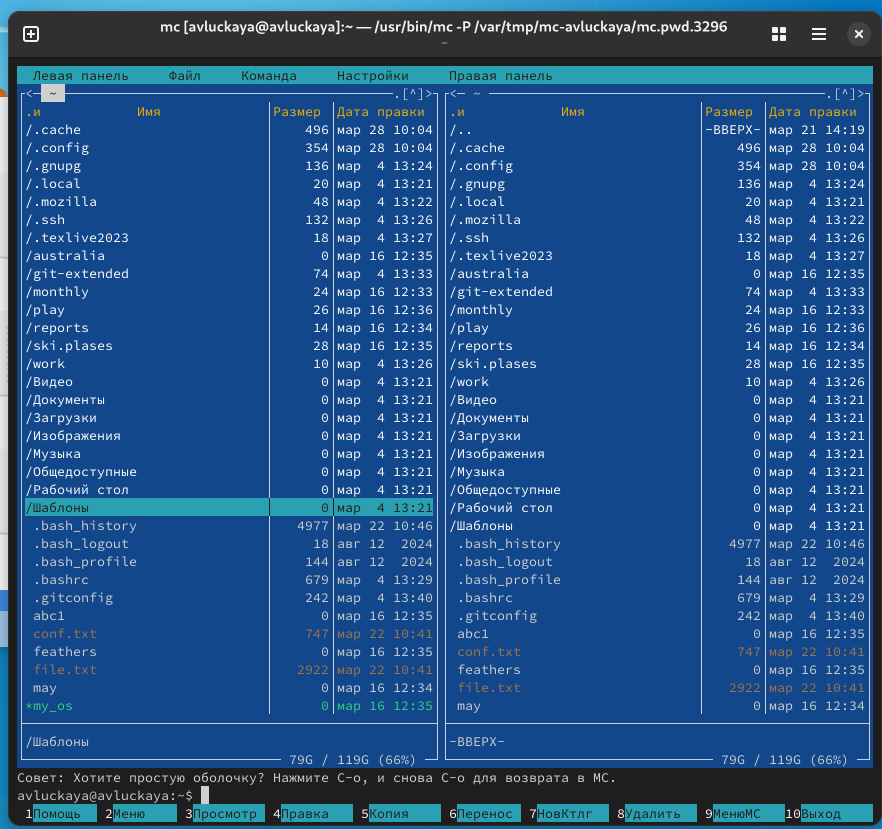 mc [avluckaya@avluckaya]:~ — /usr/bin/mc -P /var/tmp/mc-avluckaya/mc.pwd.3296
~
Левая панель Файл Команда Настройки Правая панель
<─ ~ .[^]> <─ ~ .[^]>
.и Имя Размер Дата правки .и Имя Размер Дата правки
/.cache 496 мар 28 10:04 /.. -ВВЕРХ- мар 21 14:19
/.config 354 мар 28 10:04 /.cache 496 мар 28 10:04
/.gnupg 136 мар 4 13:24 /.config 354 мар 28 10:04
/.local 20 мар 4 13:21 /.gnupg 136 мар 4 13:24
/.mozilla 48 мар 4 13:22 /.local 20 мар 4 13:21
/.ssh 132 мар 4 13:26 /.mozilla 48 мар 4 13:22
/.texlive2023 18 мар 4 13:27 /.ssh 132 мар 4 13:26
/australia 0 мар 16 12:35 /.texlive2023 18 мар 4 13:27
/git-extended 74 мар 4 13:33 /australia 0 мар 16 12:35
/monthly 24 мар 16 12:33 /git-extended 74 мар 4 13:33
/play 26 мар 16 12:36 /monthly 24 мар 16 12:33
/reports 14 мар 16 12:34 /play 26 мар 16 12:36
/ski.plases 28 мар 16 12:35 /reports 14 мар 16 12:34
/work 10 мар 4 13:26 /ski.plases 28 мар 16 12:35
/Видео 0 мар 4 13:21 /work 10 мар 4 13:26
/Документы 0 мар 4 13:21 /Видео 0 мар 4 13:21
/Загрузки 0 мар 4 13:21 /Документы 0 мар 4 13:21
/Изображения 0 мар 4 13:21 /Загрузки 0 мар 4 13:21
/Музыка 0 мар 4 13:21 /Изображения 0 мар 4 13:21
/Общедоступные 0 мар 4 13:21 /Музыка 0 мар 4 13:21
/Рабочий стол 0 мар 4 13:21 /Общедоступные 0 мар 4 13:21
/Шаблоны 0 мар 4 13:21 /Рабочий стол 0 мар 4 13:21
.bash_history 4977 мар 22 10:46 /Шаблоны 0 мар 4 13:21
.bash_logout 18 авг 12 2024 .bash_history 4977 мар 22 10:46
.bash_profile 144 авг 12 2024 .bash_logout 18 авг 12 2024
.bashrc 679 мар 4 13:29 .bash_profile 144 авг 12 2024
.gitconfig 242 мар 4 13:40 .bashrc 679 мар 4 13:29
abc1 0 мар 16 12:35 .gitconfig 242 мар 4 13:40
conf.txt 747 мар 22 10:41 abc1 0 мар 16 12:35
feathers 0 мар 16 12:35 conf.txt 747 мар 22 10:41
file.txt 2922 мар 22 10:41 feathers 0 мар 16 12:35
may 0 мар 16 12:34 file.txt 2922 мар 22 10:41
*my_os 0 мар 16 12:35 may 0 мар 16 12:34
/Шаблоны -ВВЕРХ-
79G / 119G (66%) 79G / 119G (66%)
Совет: Хотите простую оболочку? Нажмите C-o, и снова C-o для возврата в MC.
avluckaya@avluckaya:~$
1Помощь 2Меню 3Просмотр 4Правка 5Копия 6Перенос 7НовКтлг 8Удалить 9МенюMC 10Выход